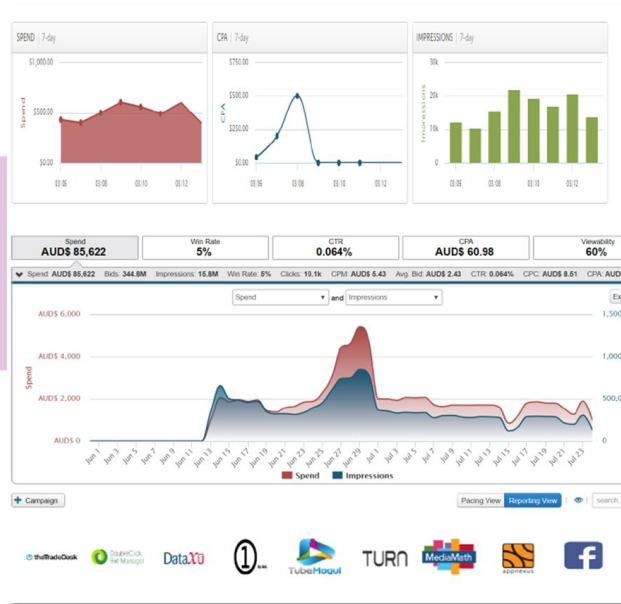 SPEND | 7-day
CPA | 7-day
IMPRESSIONS | 7-day
$1,000.00
$500.00
$0.00
Spend
03/06 03/08 03/10 03/12
$750.00
$500.00
$250.00
$0.00
CPA
03/06 03/08 03/10 03/12
30k
20k
10k
0
Impressions
03/06 03/08 03/10 03/12
Spend
AUD$ 85,622
Win Rate
5%
CTR
0.064%
CPA
AUD$ 60.98
Viewability
60%
Spend: AUD$ 85,622 Bids: 344.8M Impressions: 15.8M Win Rate: 5% Clicks: 10.1k CPM: AUD$ 5.43 Avg. Bid: AUD$ 2.43 CTR: 0.064% CPC: AUD$ 8.51 CPA: AUD
Spend and Impressions
Ex
AUD$ 6,000
AUD$ 4,000
AUD$ 2,000
AUD$ 0
Spend
1,500
1,000
500,0
0
Jun 1 Jun 3 Jun 5 Jun 7 Jun 9 Jun 11 Jun 13 Jun 15 Jun 17 Jun 19 Jun 21 Jun 23 Jun 25 Jun 27 Jun 29 Jul 1 Jul 3 Jul 5 Jul 7 Jul 9 Jul 11 Jul 13 Jul 15 Jul 17 Jul 19 Jul 21 Jul 23
Spend Impressions
+ Campaign
Pacing View Reporting View search.
theTradeDesk
DoubleClick
Bid Manager
DataXu
1
TubeMogul
TURN
MediaMath
appnexus
f